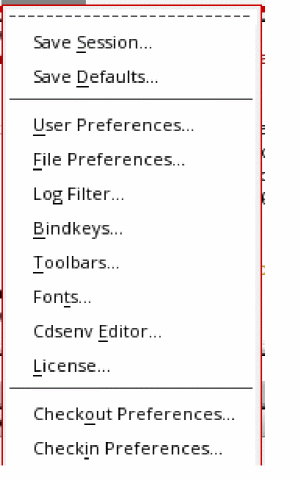 Save Session...
Save Defaults...
User Preferences...
File Preferences...
Log Filter...
Bindkeys...
Toolbars...
Fonts...
Cdsenv Editor...
License...
Checkout Preferences...
Checkin Preferences...